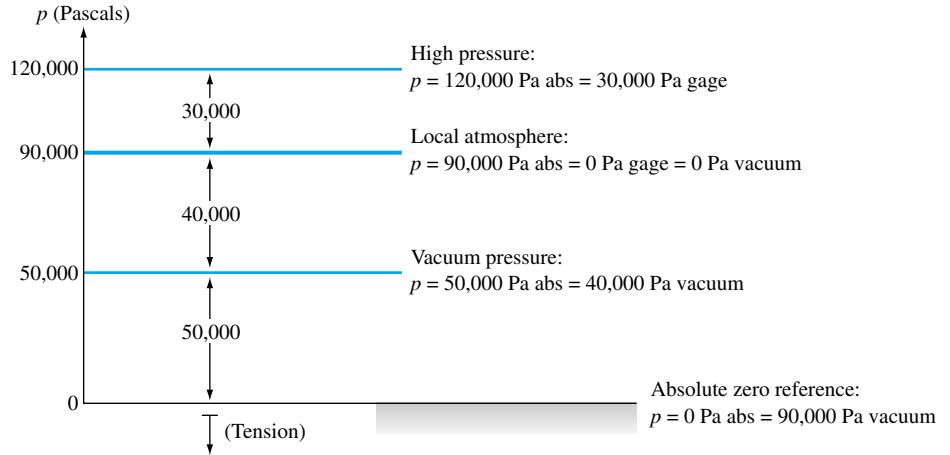 p (Pascals)
120,000
High pressure:
p = 120,000 Pa abs = 30,000 Pa gage
30,000
Local atmosphere:
90,000
p = 90,000 Pa abs = 0 Pa gage = 0 Pa vacuum
40,000
Vacuum pressure:
50,000
p = 50,000 Pa abs = 40,000 Pa vacuum
50,000
Absolute zero reference:
0
p = 0 Pa abs = 90,000 Pa vacuum
(Tension)